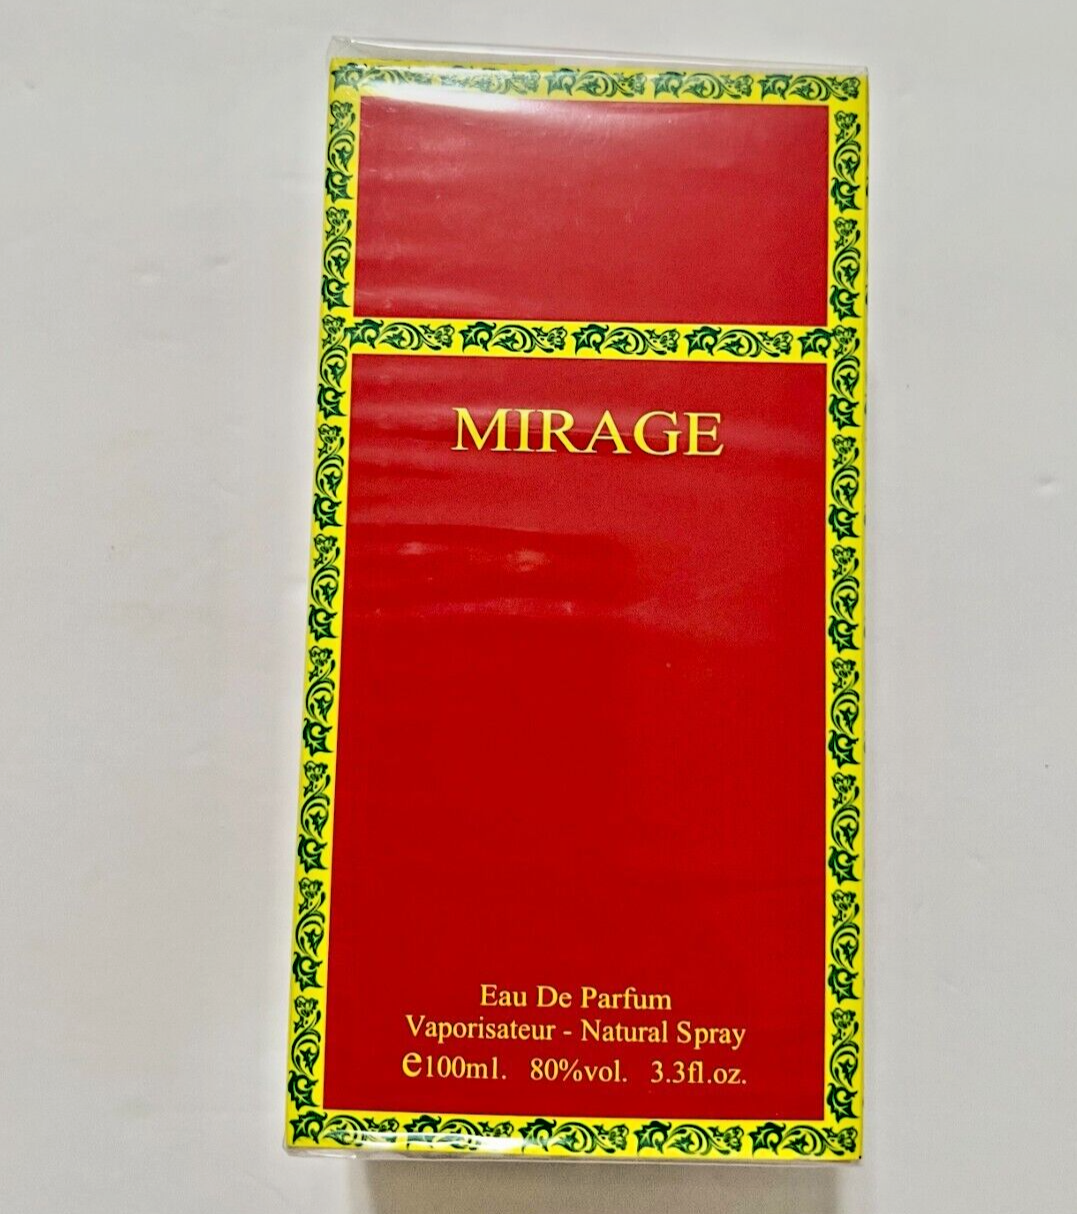 MIRAGE
Eau De Parfum
Vaporisateur - Natural Spray
e100ml. 80%vol. 3.3fl.oz.